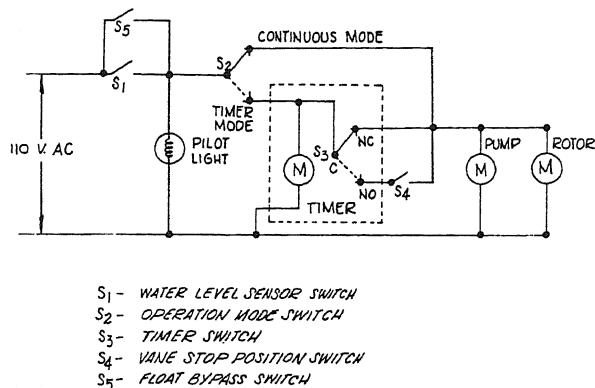 S5
CONTINUOUS MODE
S2
S1
TIMER
MODE
110 V. AC
PILOT
LIGHT
M
S3
C
NC
NO
S4
TIMER
PUMP
M
ROTOR
M
S1 - WATER LEVEL SENSOR SWITCH
S2 - OPERATION MODE SWITCH
S3 - TIMER SWITCH
S4 - VANE STOP POSITION SWITCH
S5 - FLOAT BYPASS SWITCH